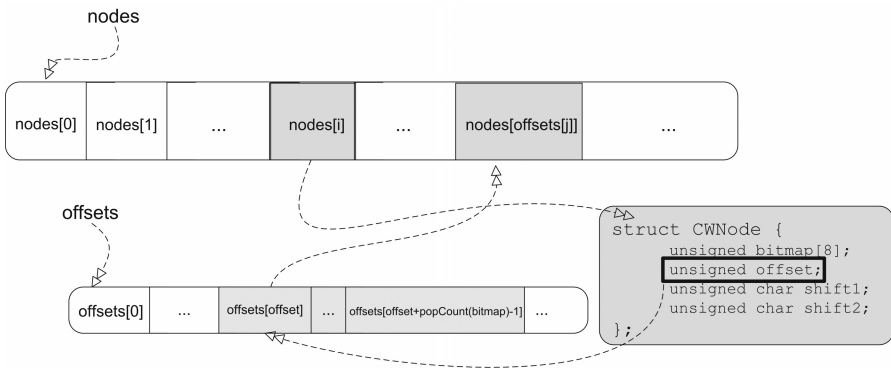 nodes
nodes[0] nodes[1] ... nodes[i] ... nodes[offsets[j]] ...
offsets
offsets[0] ... offsets[offset] ... offsets[offset+popCount(bitmap)-1] ...
struct CWNode {
unsigned bitmap[8];
unsigned offset;
unsigned char shift1;
unsigned char shift2;
};